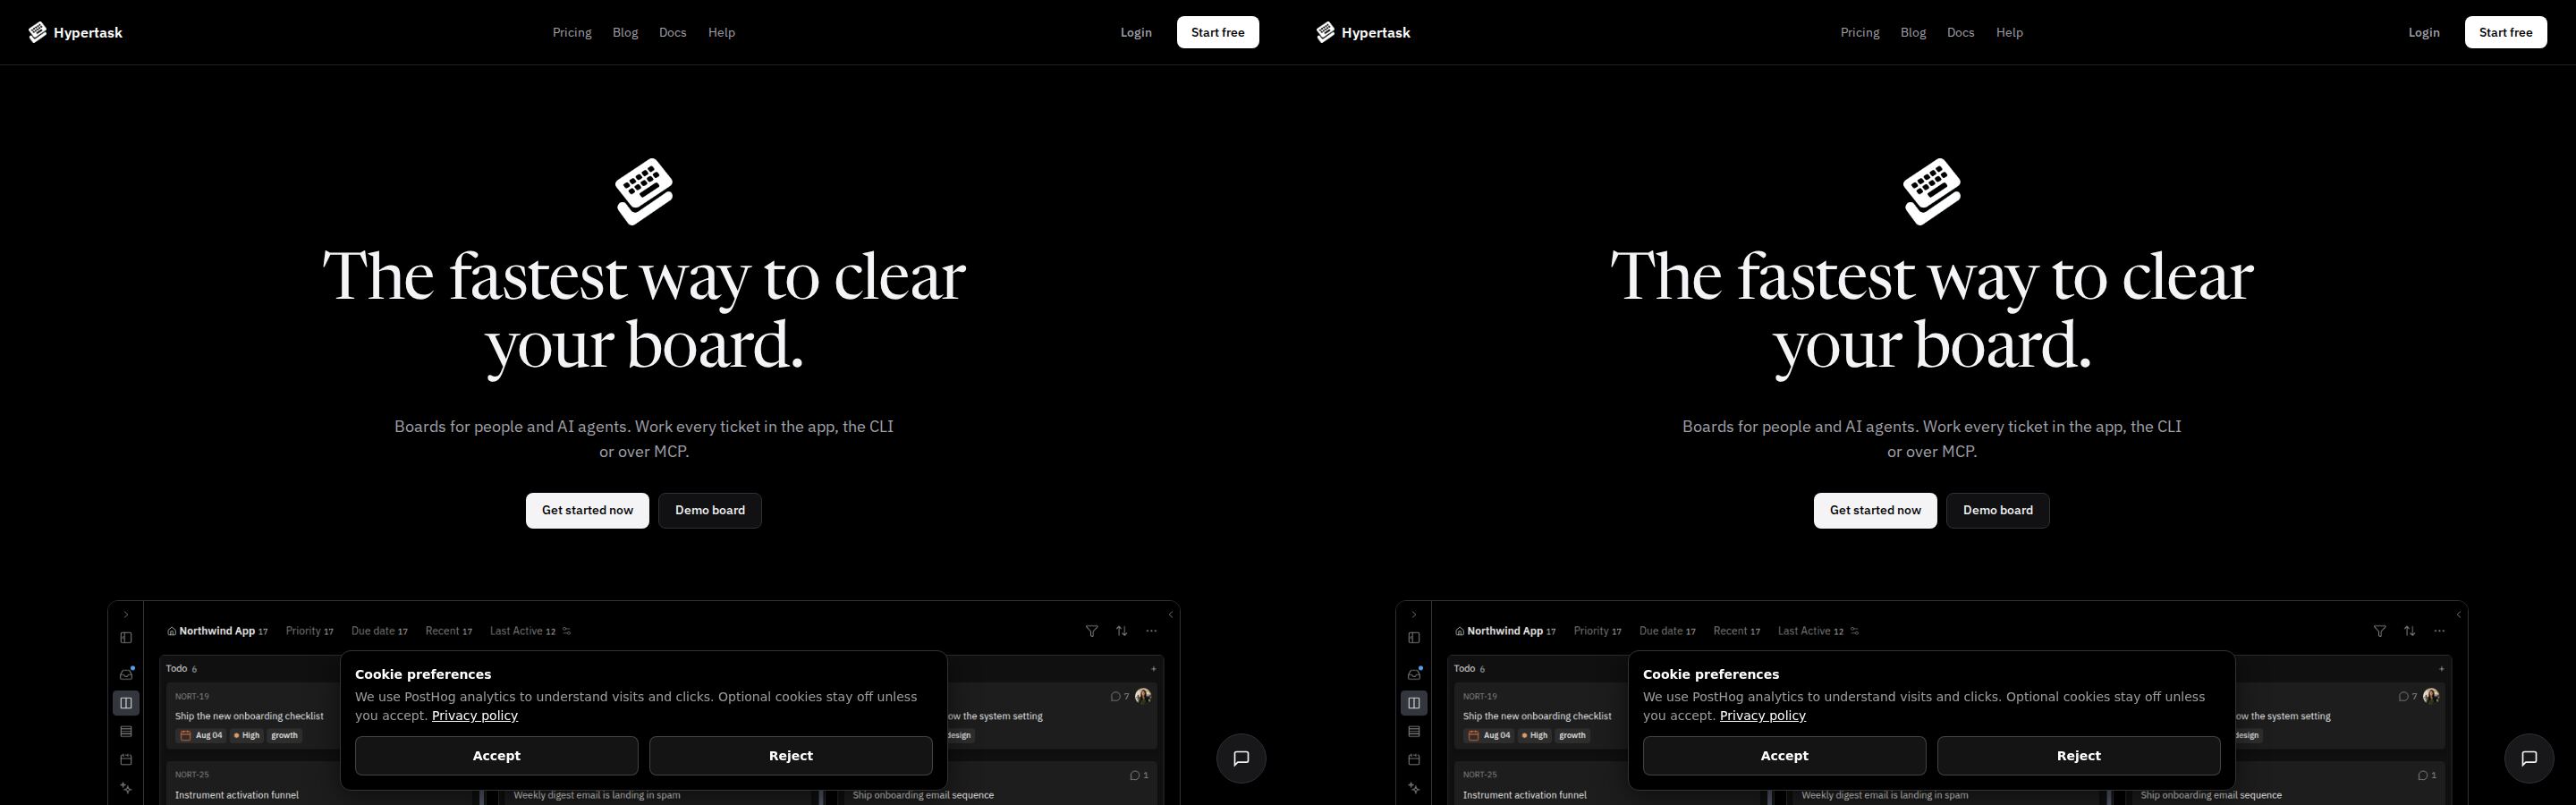 Hypertask
Pricing Blog Docs Help
Login
Start free
The fastest way to clear
your board.
Boards for people and AI agents. Work every ticket in the app, the CLI
or over MCP.
Get started now
Demo board
Northwind App 17 Priority 17 Due date 17 Recent 17 Last Active 12
Todo 6
NORT-19
Ship the new onboarding checklist
Aug 04 High growth
NORT-25
Instrument activation funnel
Weekly digest email is landing in spam
7
ow the system setting
design
1
Ship onboarding email sequence
Cookie preferences
We use PostHog analytics to understand visits and clicks. Optional cookies stay off unless
you accept. Privacy policy
Accept
Reject
Hypertask
Pricing Blog Docs Help
Login
Start free
The fastest way to clear
your board.
Boards for people and AI agents. Work every ticket in the app, the CLI
or over MCP.
Get started now
Demo board
Northwind App 17 Priority 17 Due date 17 Recent 17 Last Active 12
Todo 6
NORT-19
Ship the new onboarding checklist
Aug 04 High growth
NORT-25
Instrument activation funnel
Weekly digest email is landing in spam
7
ow the system setting
design
1
Ship onboarding email sequence
Cookie preferences
We use PostHog analytics to understand visits and clicks. Optional cookies stay off unless
you accept. Privacy policy
Accept
Reject